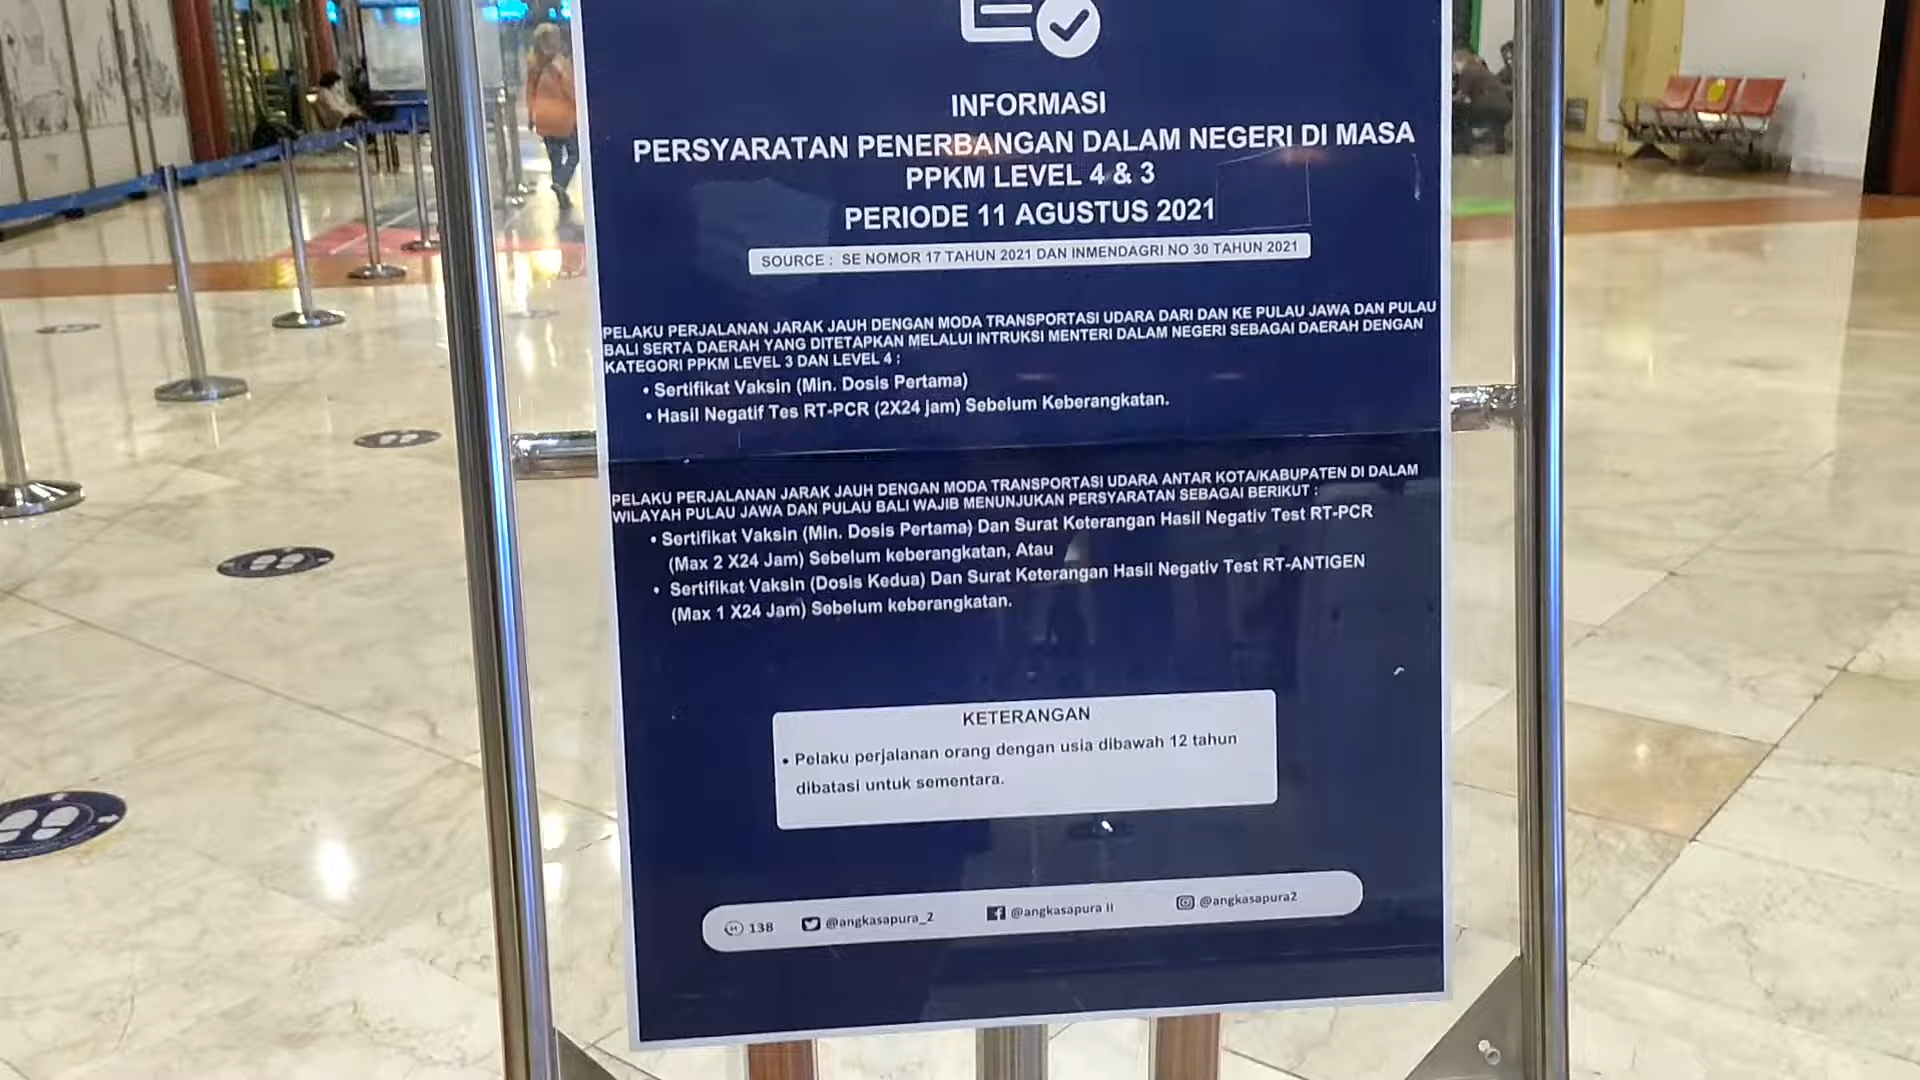 INFORMASI
PERSYARATAN PENERBANGAN DALAM NEGERI DI MASA
PPKM LEVEL 4 & 3
PERIODE 11 AGUSTUS 2021
SOURCE : SE NOMOR 17 TAHUN 2021 DAN INMENDAGRI NO 30 TAHUN 2021
PELAKU PERJALANAN JARAK JAUH DENGAN MODA TRANSPORTASI UDARA DARI DAN KE PULAU JAWA DAN PULAU
BALI SERTA DAERAH YANG DITETAPKAN MELALUI INTRUKSI MENTERI DALAM NEGERI SEBAGAI DAERAH DENGAN
KATEGORI PPKM LEVEL 3 DAN LEVEL 4 :
• Sertifikat Vaksin (Min. Dosis Pertama)
• Hasil Negatif Tes RT-PCR (2X24 jam) Sebelum Keberangkatan.
PELAKU PERJALANAN JARAK JAUH DENGAN MODA TRANSPORTASI UDARA ANTAR KOTA/KABUPATEN DI DALAM
WILAYAH PULAU JAWA DAN PULAU BALI WAJIB MENUNJUKAN PERSYARATAN SEBAGAI BERIKUT :
• Sertifikat Vaksin (Min. Dosis Pertama) Dan Surat Keterangan Hasil Negativ Test RT-PCR
(Max 2 X24 Jam) Sebelum keberangkatan, Atau
• Sertifikat Vaksin (Dosis Kedua) Dan Surat Keterangan Hasil Negativ Test RT-ANTIGEN
(Max 1 X24 Jam) Sebelum keberangkatan.
KETERANGAN
• Pelaku perjalanan orang dengan usia dibawah 12 tahun
dibatasi untuk sementara.
138 @angkasapura_2 @angkasapura II @angkasapura2